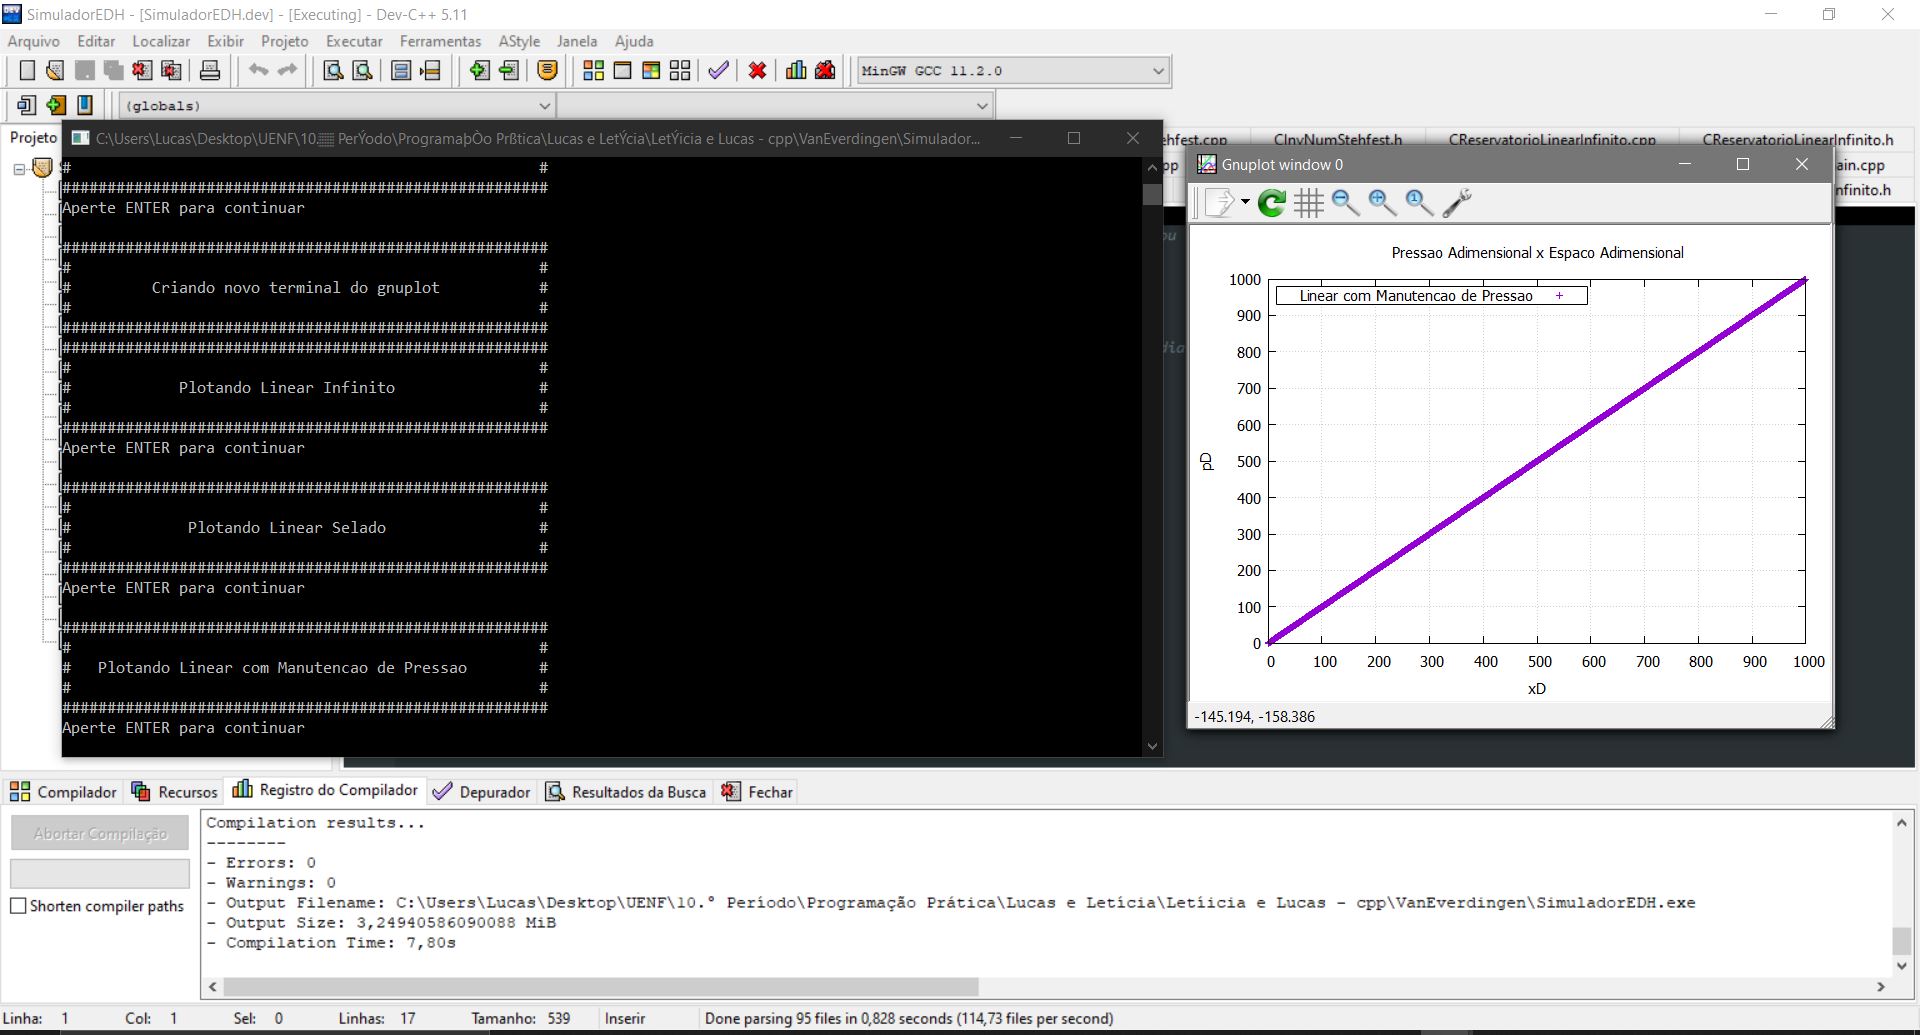 SimuladorEDH - [SimuladorEDH.dev] - [Executing] - Dev-C++ 5.11
Arquivo Editar Localizar Exibir Projeto Executar Ferramentas AStyle Janela Ajuda
MinGW GCC 11.2.0
(globals)
Projeto
C:\Users\Lucas\Desktop\UENF\10.▒ PerÝodo\ProgramaþÒo Prßtica\Lucas e LetÝcia\LetÝicia e Lucas - cpp\VanEverdingen\Simulador...
ehfest.cpp CInvNumStehfest.h CReservatorioLinearInfinito.cpp CReservatorioLinearInfinito.h
pp ain.cpp
nfinito.h
ou
dia
# #
######################################################
Aperte ENTER para continuar
######################################################
# #
# Criando novo terminal do gnuplot #
# #
######################################################
######################################################
# #
# Plotando Linear Infinito #
# #
######################################################
Aperte ENTER para continuar
######################################################
# #
# Plotando Linear Selado #
# #
######################################################
Aperte ENTER para continuar
######################################################
# #
# Plotando Linear com Manutencao de Pressao #
# #
######################################################
Aperte ENTER para continuar
Gnuplot window 0
Pressao Adimensional x Espaco Adimensional
Linear com Manutencao de Pressao +
1000
900
800
700
600
500
400
300
200
100
0
pD
0 100 200 300 400 500 600 700 800 900 1000
xD
-145.194, -158.386
Compilador Recursos Registro do Compilador Depurador Resultados da Busca Fechar
Abortar Compilação
Shorten compiler paths
Compilation results...
--------
- Errors: 0
- Warnings: 0
- Output Filename: C:\Users\Lucas\Desktop\UENF\10.° Período\Programação Prática\Lucas e Letícia\Letíicia e Lucas - cpp\VanEverdingen\SimuladorEDH.exe
- Output Size: 3,24940586090088 MiB
- Compilation Time: 7,80s
Linha: 1 Col: 1 Sel: 0 Linhas: 17 Tamanho: 539 Inserir Done parsing 95 files in 0,828 seconds (114,73 files per second)